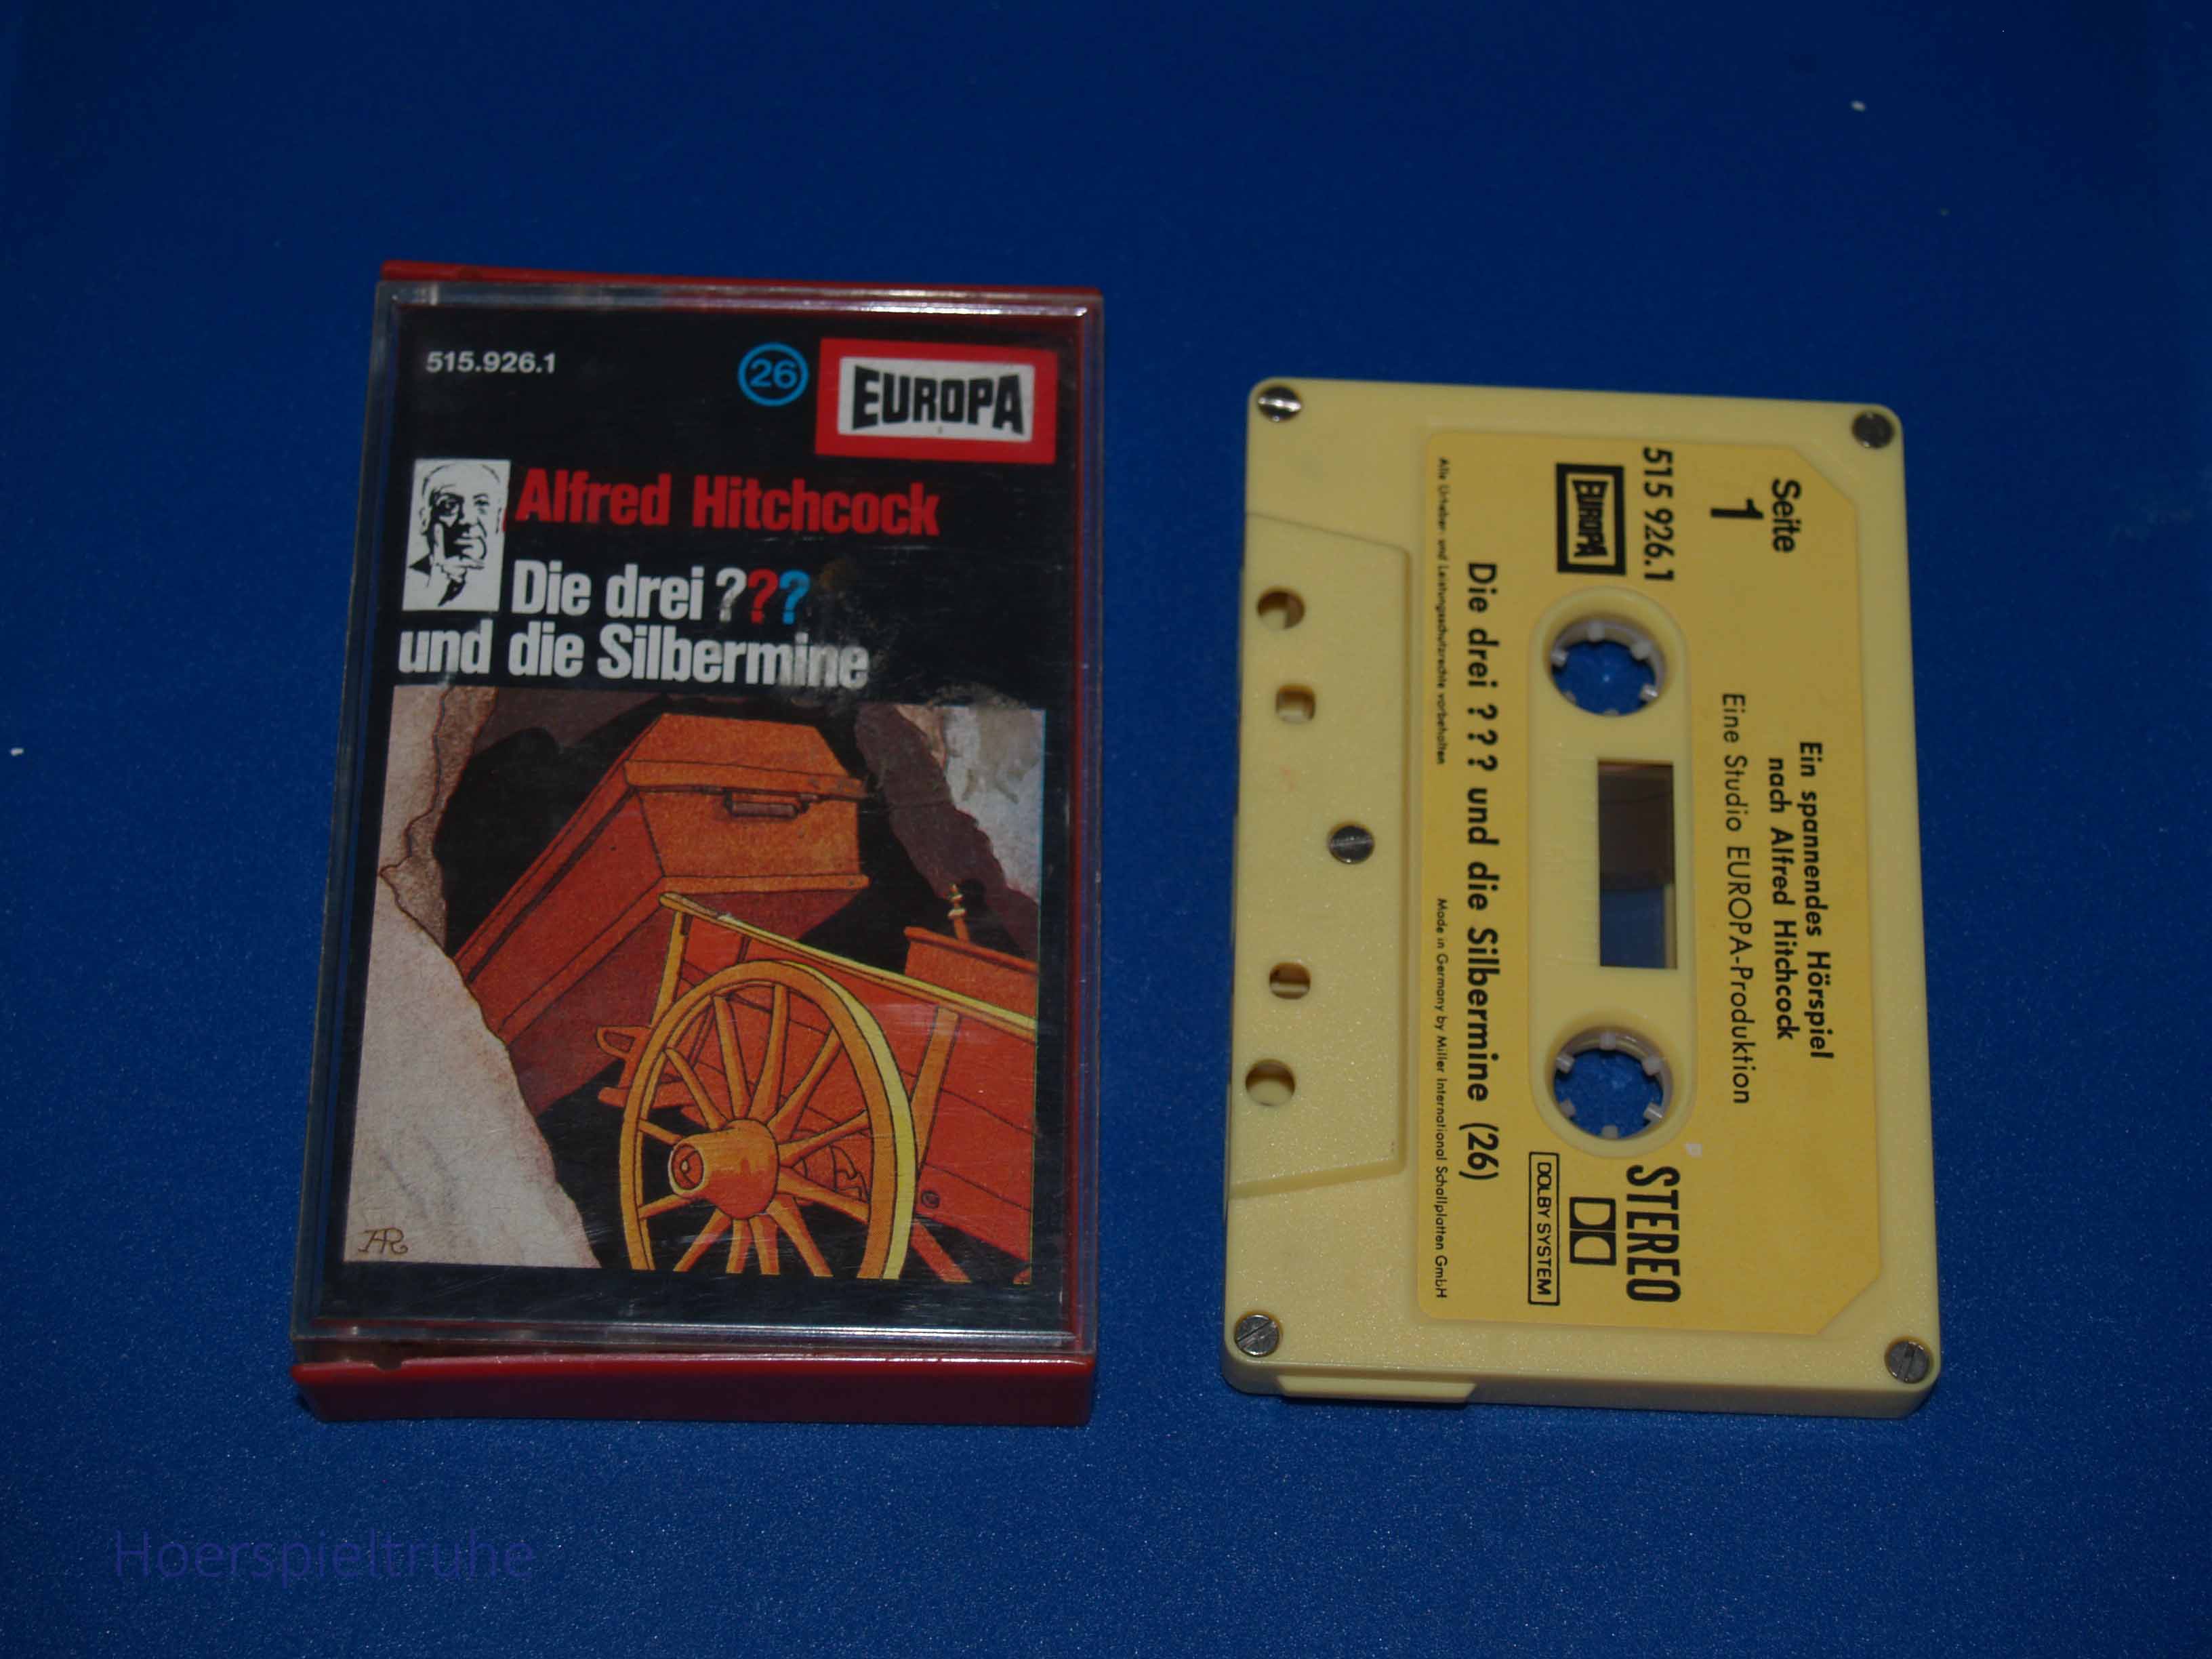 515.926.1
26
EUROPA
Alfred Hitchcock
Die drei ???
und die Silbermine
AR
Seite
1
515 926.1
EUROPA
Ein spannendes Hörspiel
nach Alfred Hitchcock
Eine Studio EUROPA-Produktion
STEREO
DOLBY SYSTEM
Die drei ? ? ? und die Silbermine (26)
Alle Urheber- und Leistungsschutzrechte vorbehalten
Made in Germany by Miller International Schallplatten GmbH
Hoerspieltruhe